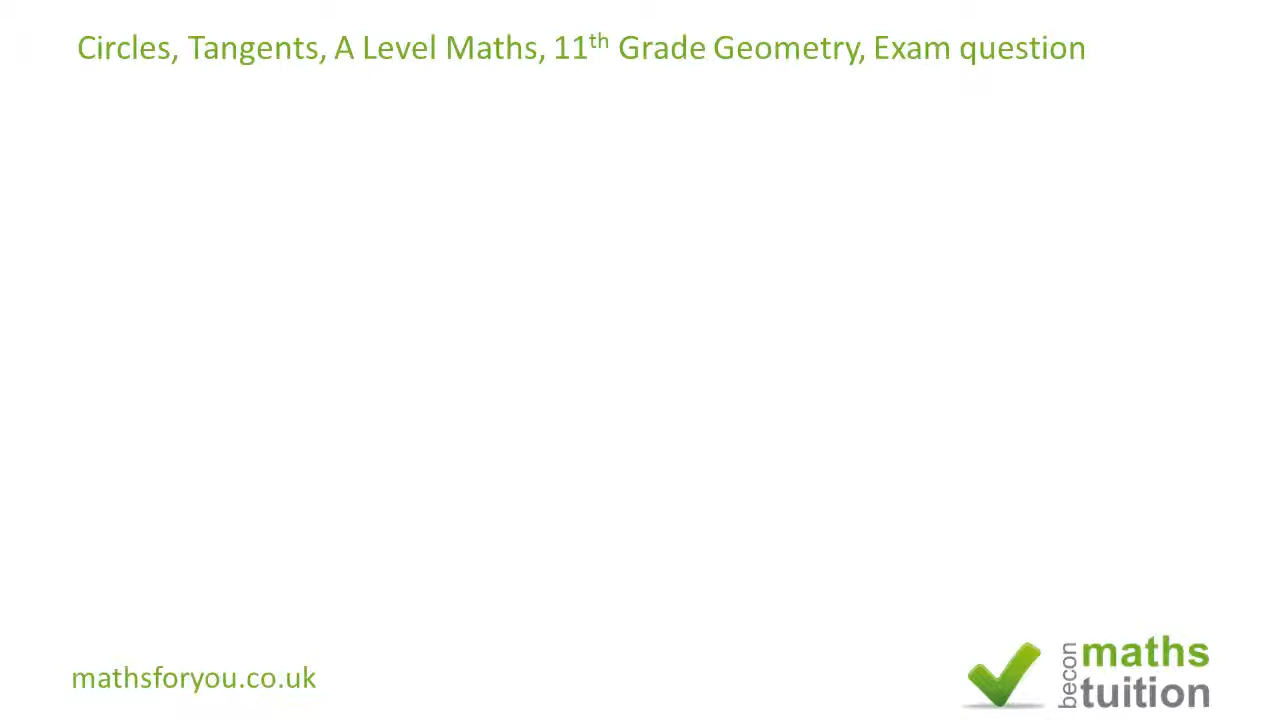 Circles, Tangents, A Level Maths, 11th Grade Geometry, Exam question
mathsforyou.co.uk
becon
maths
tuition